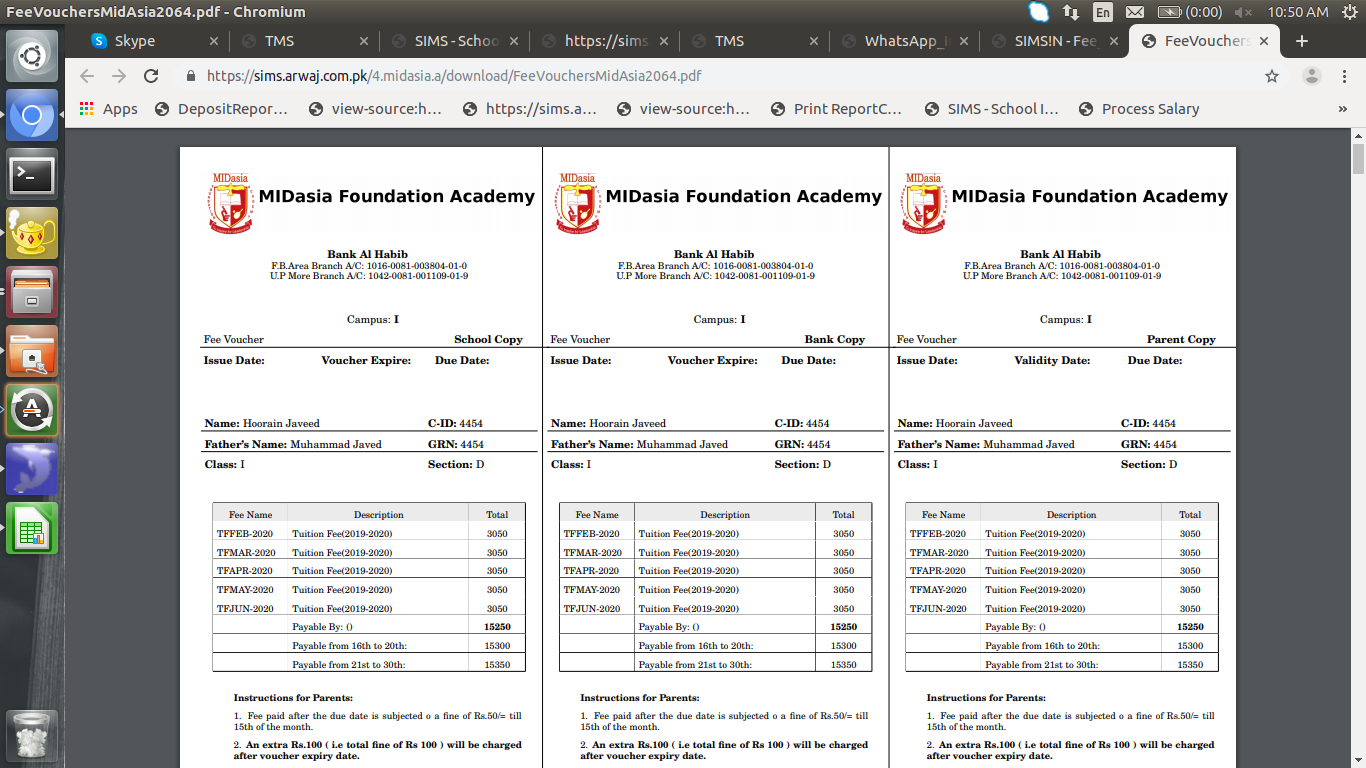 FeeVouchersMidAsia2064.pdf - Chromium
En
(0:00)
10:50 AM
Skype
TMS
SIMS - Schoo
https://sims
TMS
WhatsApp_I
SIMS!N - Fee
FeeVouchers
https://sims.arwaj.com.pk/4.midasia.a/download/FeeVouchersMidAsia2064.pdf
Apps
DepositRepor...
view-source:h...
https://sims.a...
view-source:h...
Print ReportC...
SIMS - School I...
Process Salary
»
MIDasia
MIDasia Foundation Academy
Bank Al Habib
F.B.Area Branch A/C: 1016-0081-003804-01-0
U.P More Branch A/C: 1042-0081-001109-01-9
Campus: I
Fee Voucher School Copy
Issue Date: Voucher Expire: Due Date:
Name: Hoorain Javeed C-ID: 4454
Father's Name: Muhammad Javed GRN: 4454
Class: I Section: D
Fee Name Description Total
TFFEB-2020 Tuition Fee(2019-2020) 3050
TFMAR-2020 Tuition Fee(2019-2020) 3050
TFAPR-2020 Tuition Fee(2019-2020) 3050
TFMAY-2020 Tuition Fee(2019-2020) 3050
TFJUN-2020 Tuition Fee(2019-2020) 3050
Payable By: () 15250
Payable from 16th to 20th: 15300
Payable from 21st to 30th: 15350
Instructions for Parents:
1. Fee paid after the due date is subjected o a fine of Rs.50/= till
15th of the month.
2. An extra Rs.100 ( i.e total fine of Rs 100 ) will be charged
after voucher expiry date.
MIDasia
MIDasia Foundation Academy
Bank Al Habib
F.B.Area Branch A/C: 1016-0081-003804-01-0
U.P More Branch A/C: 1042-0081-001109-01-9
Campus: I
Fee Voucher Bank Copy
Issue Date: Voucher Expire: Due Date:
Name: Hoorain Javeed C-ID: 4454
Father's Name: Muhammad Javed GRN: 4454
Class: I Section: D
Fee Name Description Total
TFFEB-2020 Tuition Fee(2019-2020) 3050
TFMAR-2020 Tuition Fee(2019-2020) 3050
TFAPR-2020 Tuition Fee(2019-2020) 3050
TFMAY-2020 Tuition Fee(2019-2020) 3050
TFJUN-2020 Tuition Fee(2019-2020) 3050
Payable By: () 15250
Payable from 16th to 20th: 15300
Payable from 21st to 30th: 15350
Instructions for Parents:
1. Fee paid after the due date is subjected o a fine of Rs.50/= till
15th of the month.
2. An extra Rs.100 ( i.e total fine of Rs 100 ) will be charged
after voucher expiry date.
MIDasia
MIDasia Foundation Academy
Bank Al Habib
F.B.Area Branch A/C: 1016-0081-003804-01-0
U.P More Branch A/C: 1042-0081-001109-01-9
Campus: I
Fee Voucher Parent Copy
Issue Date: Validity Date: Due Date:
Name: Hoorain Javeed C-ID: 4454
Father's Name: Muhammad Javed GRN: 4454
Class: I Section: D
Fee Name Description Total
TFFEB-2020 Tuition Fee(2019-2020) 3050
TFMAR-2020 Tuition Fee(2019-2020) 3050
TFAPR-2020 Tuition Fee(2019-2020) 3050
TFMAY-2020 Tuition Fee(2019-2020) 3050
TFJUN-2020 Tuition Fee(2019-2020) 3050
Payable By: () 15250
Payable from 16th to 20th: 15300
Payable from 21st to 30th: 15350
Instructions for Parents:
1. Fee paid after the due date is subjected o a fine of Rs.50/= till
15th of the month.
2. An extra Rs.100 ( i.e total fine of Rs 100 ) will be charged
after voucher expiry date.